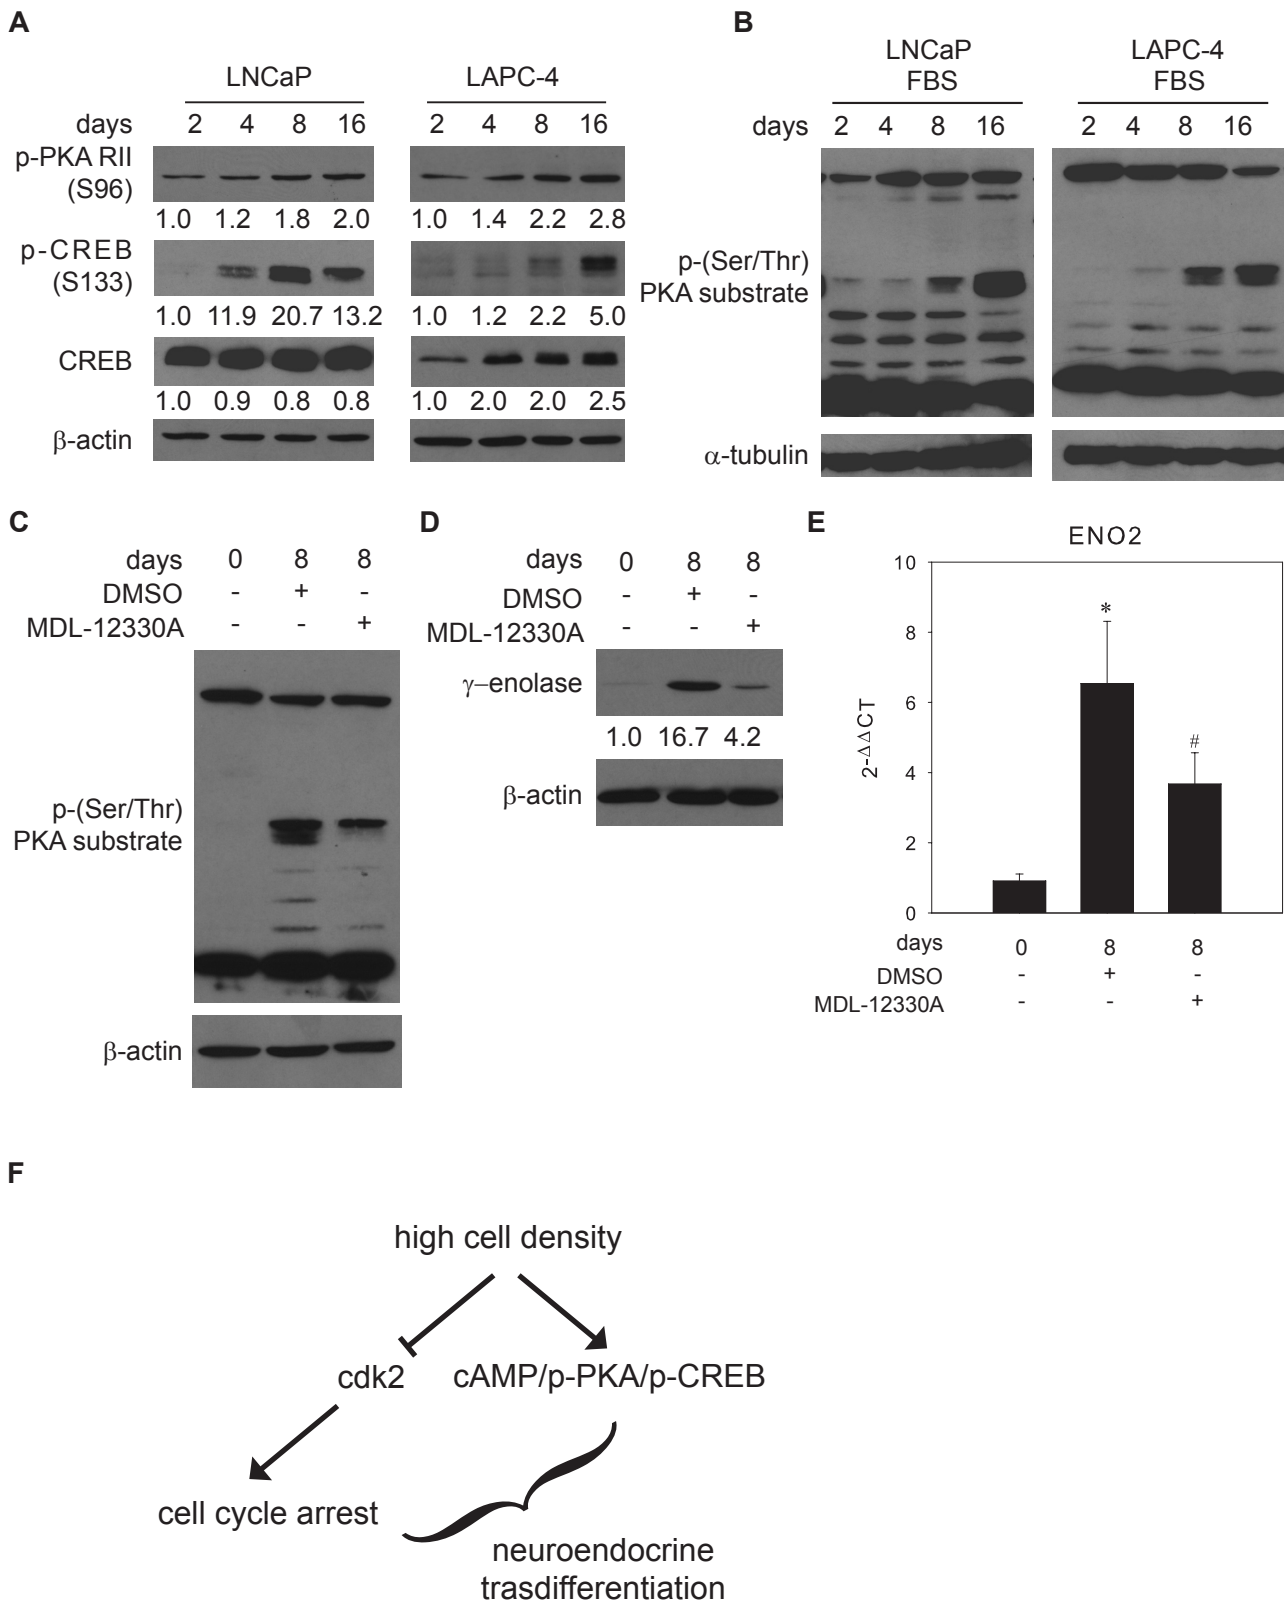 A
LNCaP LAPC-4
days 2 4 8 16 2 4 8 16
p-PKA RII
(S96)
1.0 1.2 1.8 2.0 1.0 1.4 2.2 2.8
p-CREB
(S133)
1.0 11.9 20.7 13.2 1.0 1.2 2.2 5.0
CREB
1.0 0.9 0.8 0.8 1.0 2.0 2.0 2.5
β-actin
B
LNCaP LAPC-4
FBS FBS
days 2 4 8 16 2 4 8 16
p-(Ser/Thr)
PKA substrate
α-tubulin
C
days 0 8 8
DMSO - + -
MDL-12330A - - +
p-(Ser/Thr)
PKA substrate
β-actin
D
days 0 8 8
DMSO - + -
MDL-12330A - - +
γ–enolase
1.0 16.7 4.2
β-actin
E
ENO2
10
8
6
4
2
0
2-ΔΔCT
*
#
days 0 8 8
DMSO - + -
MDL-12330A - - +
F
high cell density
cdk2 cAMP/p-PKA/p-CREB
cell cycle arrest
neuroendocrine
trasdifferentiation